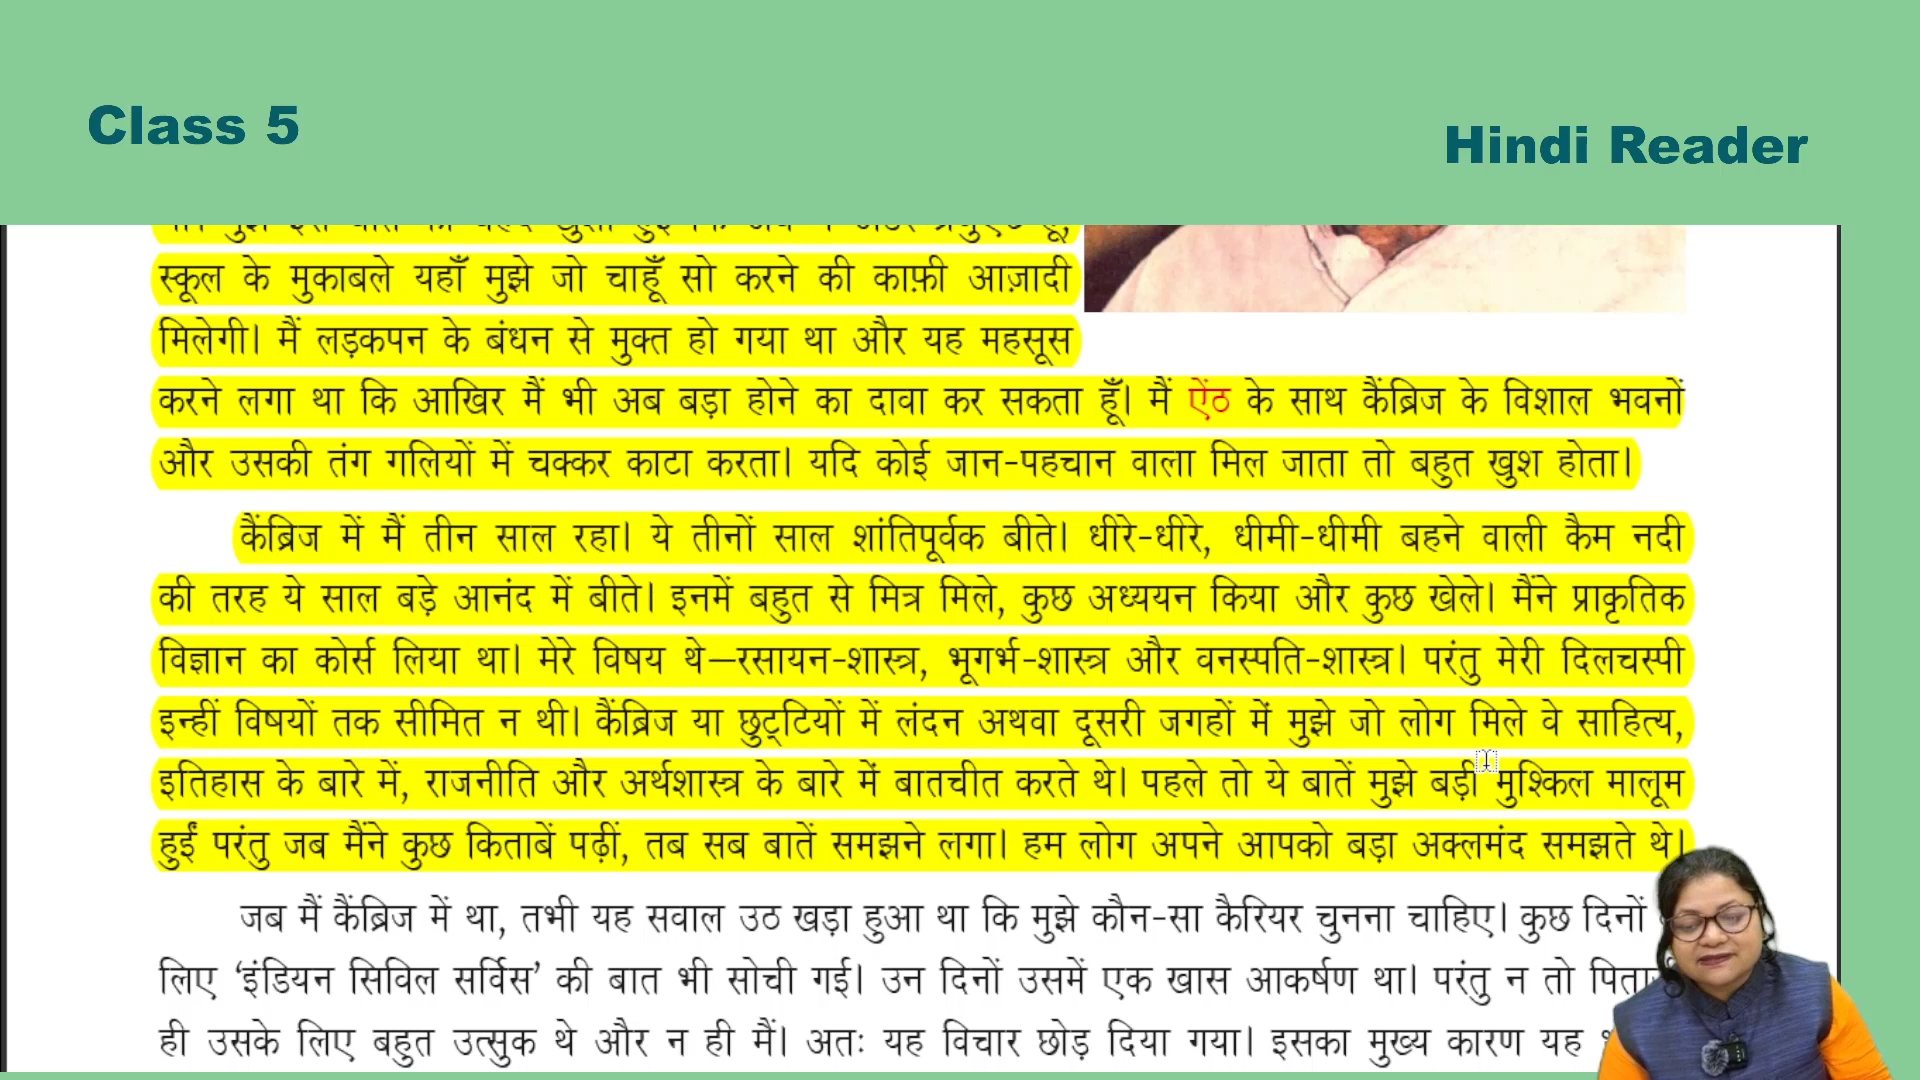 Class 5
Hindi Reader
स्कूल के मुकाबले यहाँ मुझे जो चाहूँ सो करने की काफ़ी आज़ादी
मिलेगी। मैं लड़कपन के बंधन से मुक्त हो गया था और यह महसूस
करने लगा था कि आखिर मैं भी अब बड़ा होने का दावा कर सकता हूँ। मैं ऐंठ के साथ कैंब्रिज के विशाल भवनों
और उसकी तंग गलियों में चक्कर काटा करता। यदि कोई जान-पहचान वाला मिल जाता तो बहुत खुश होता।
कैंब्रिज में मैं तीन साल रहा। ये तीनों साल शांतिपूर्वक बीते। धीरे-धीरे, धीमी-धीमी बहने वाली कैम नदी
की तरह ये साल बड़े आनंद में बीते। इनमें बहुत से मित्र मिले, कुछ अध्ययन किया और कुछ खेले। मैंने प्राकृतिक
विज्ञान का कोर्स लिया था। मेरे विषय थे—रसायन-शास्त्र, भूगर्भ-शास्त्र और वनस्पति-शास्त्र। परंतु मेरी दिलचस्पी
इन्हीं विषयों तक सीमित न थी। कैंब्रिज या छुट्टियों में लंदन अथवा दूसरी जगहों में मुझे जो लोग मिले वे साहित्य,
इतिहास के बारे में, राजनीति और अर्थशास्त्र के बारे में बातचीत करते थे। पहले तो ये बातें मुझे बड़ी मुश्किल मालूम
हुईं परंतु जब मैंने कुछ किताबें पढ़ीं, तब सब बातें समझने लगा। हम लोग अपने आपको बड़ा अक्लमंद समझते थे।
जब मैं कैंब्रिज में था, तभी यह सवाल उठ खड़ा हुआ था कि मुझे कौन-सा कैरियर चुनना चाहिए। कुछ दिनों
लिए ‘इंडियन सिविल सर्विस’ की बात भी सोची गई। उन दिनों उसमें एक खास आकर्षण था। परंतु न तो
ही उसके लिए बहुत उत्सुक थे और न ही मैं। अतः यह विचार छोड़ दिया गया। इसका मुख्य कारण यह